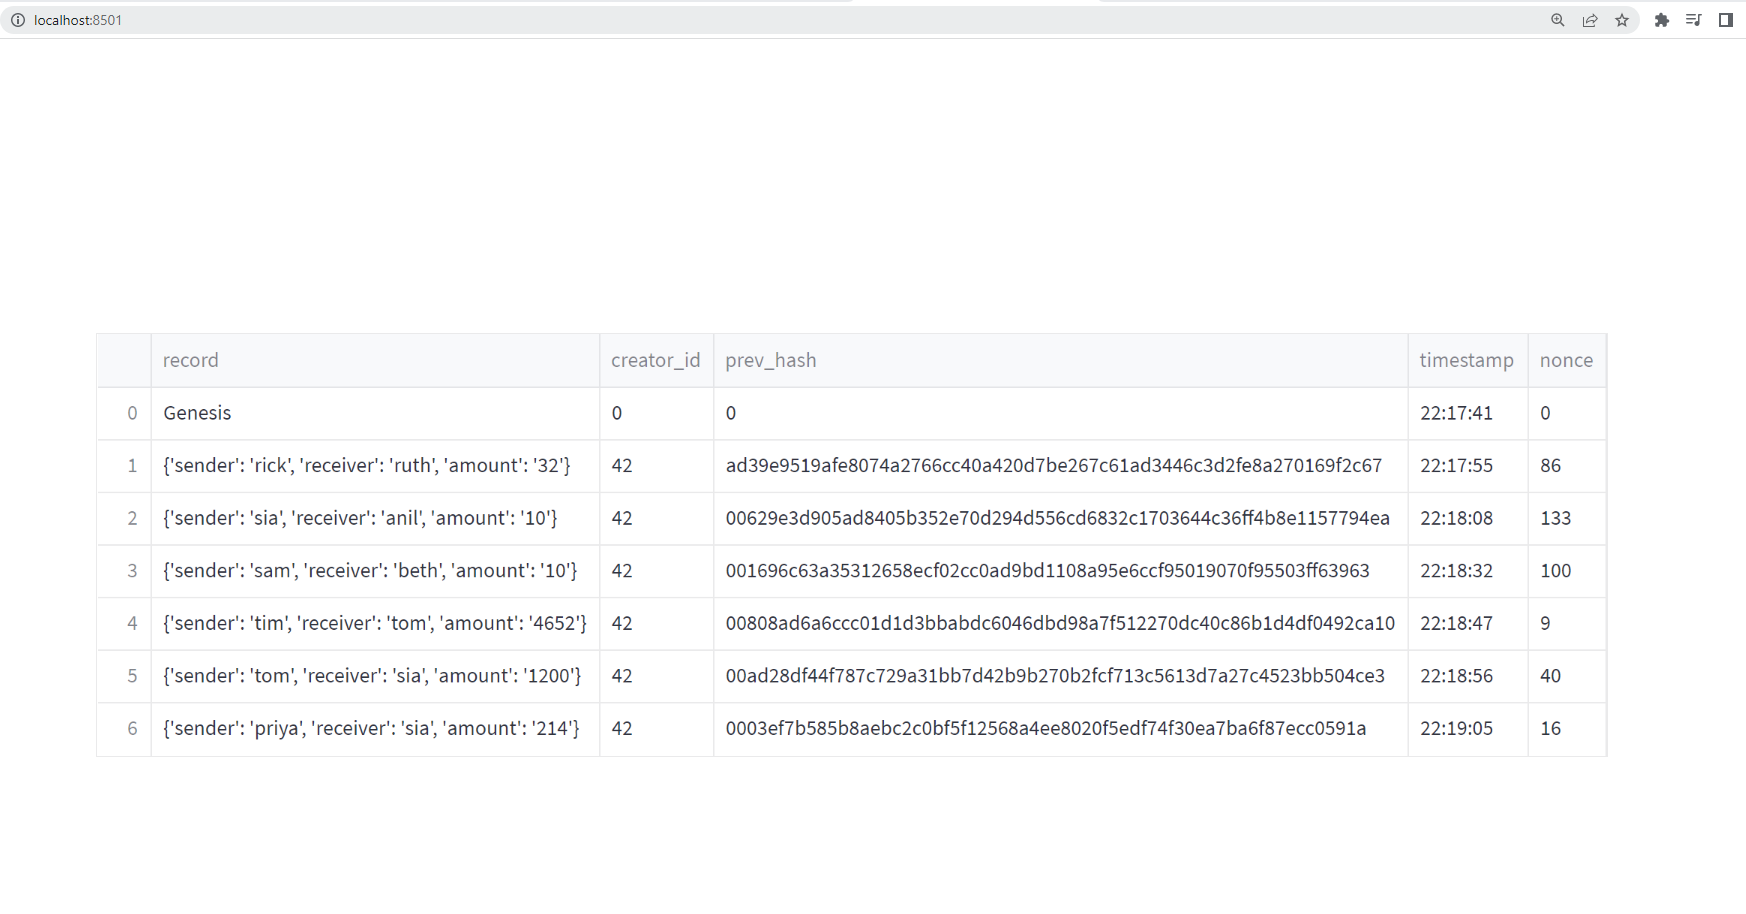 localhost:8501
record creator_id prev_hash timestamp nonce
0 Genesis 0 0 22:17:41 0
1 {'sender': 'rick', 'receiver': 'ruth', 'amount': '32'} 42 ad39e9519afe8074a2766cc40a420d7be267c61ad3446c3d2fe8a270169f2c67 22:17:55 86
2 {'sender': 'sia', 'receiver': 'anil', 'amount': '10'} 42 00629e3d905ad8405b352e70d294d556cd6832c1703644c36ff4b8e1157794ea 22:18:08 133
3 {'sender': 'sam', 'receiver': 'beth', 'amount': '10'} 42 001696c63a35312658ecf02cc0ad9bd1108a95e6ccf95019070f95503ff63963 22:18:32 100
4 {'sender': 'tim', 'receiver': 'tom', 'amount': '4652'} 42 00808ad6a6ccc01d1d3bbabdc6046dbd98a7f512270dc40c86b1d4df0492ca10 22:18:47 9
5 {'sender': 'tom', 'receiver': 'sia', 'amount': '1200'} 42 00ad28df44f787c729a31bb7d42b9b270b2fcf713c5613d7a27c4523bb504ce3 22:18:56 40
6 {'sender': 'priya', 'receiver': 'sia', 'amount': '214'} 42 0003ef7b585b8aebc2c0bf5f12568a4ee8020f5edf74f30ea7ba6f87ecc0591a 22:19:05 16